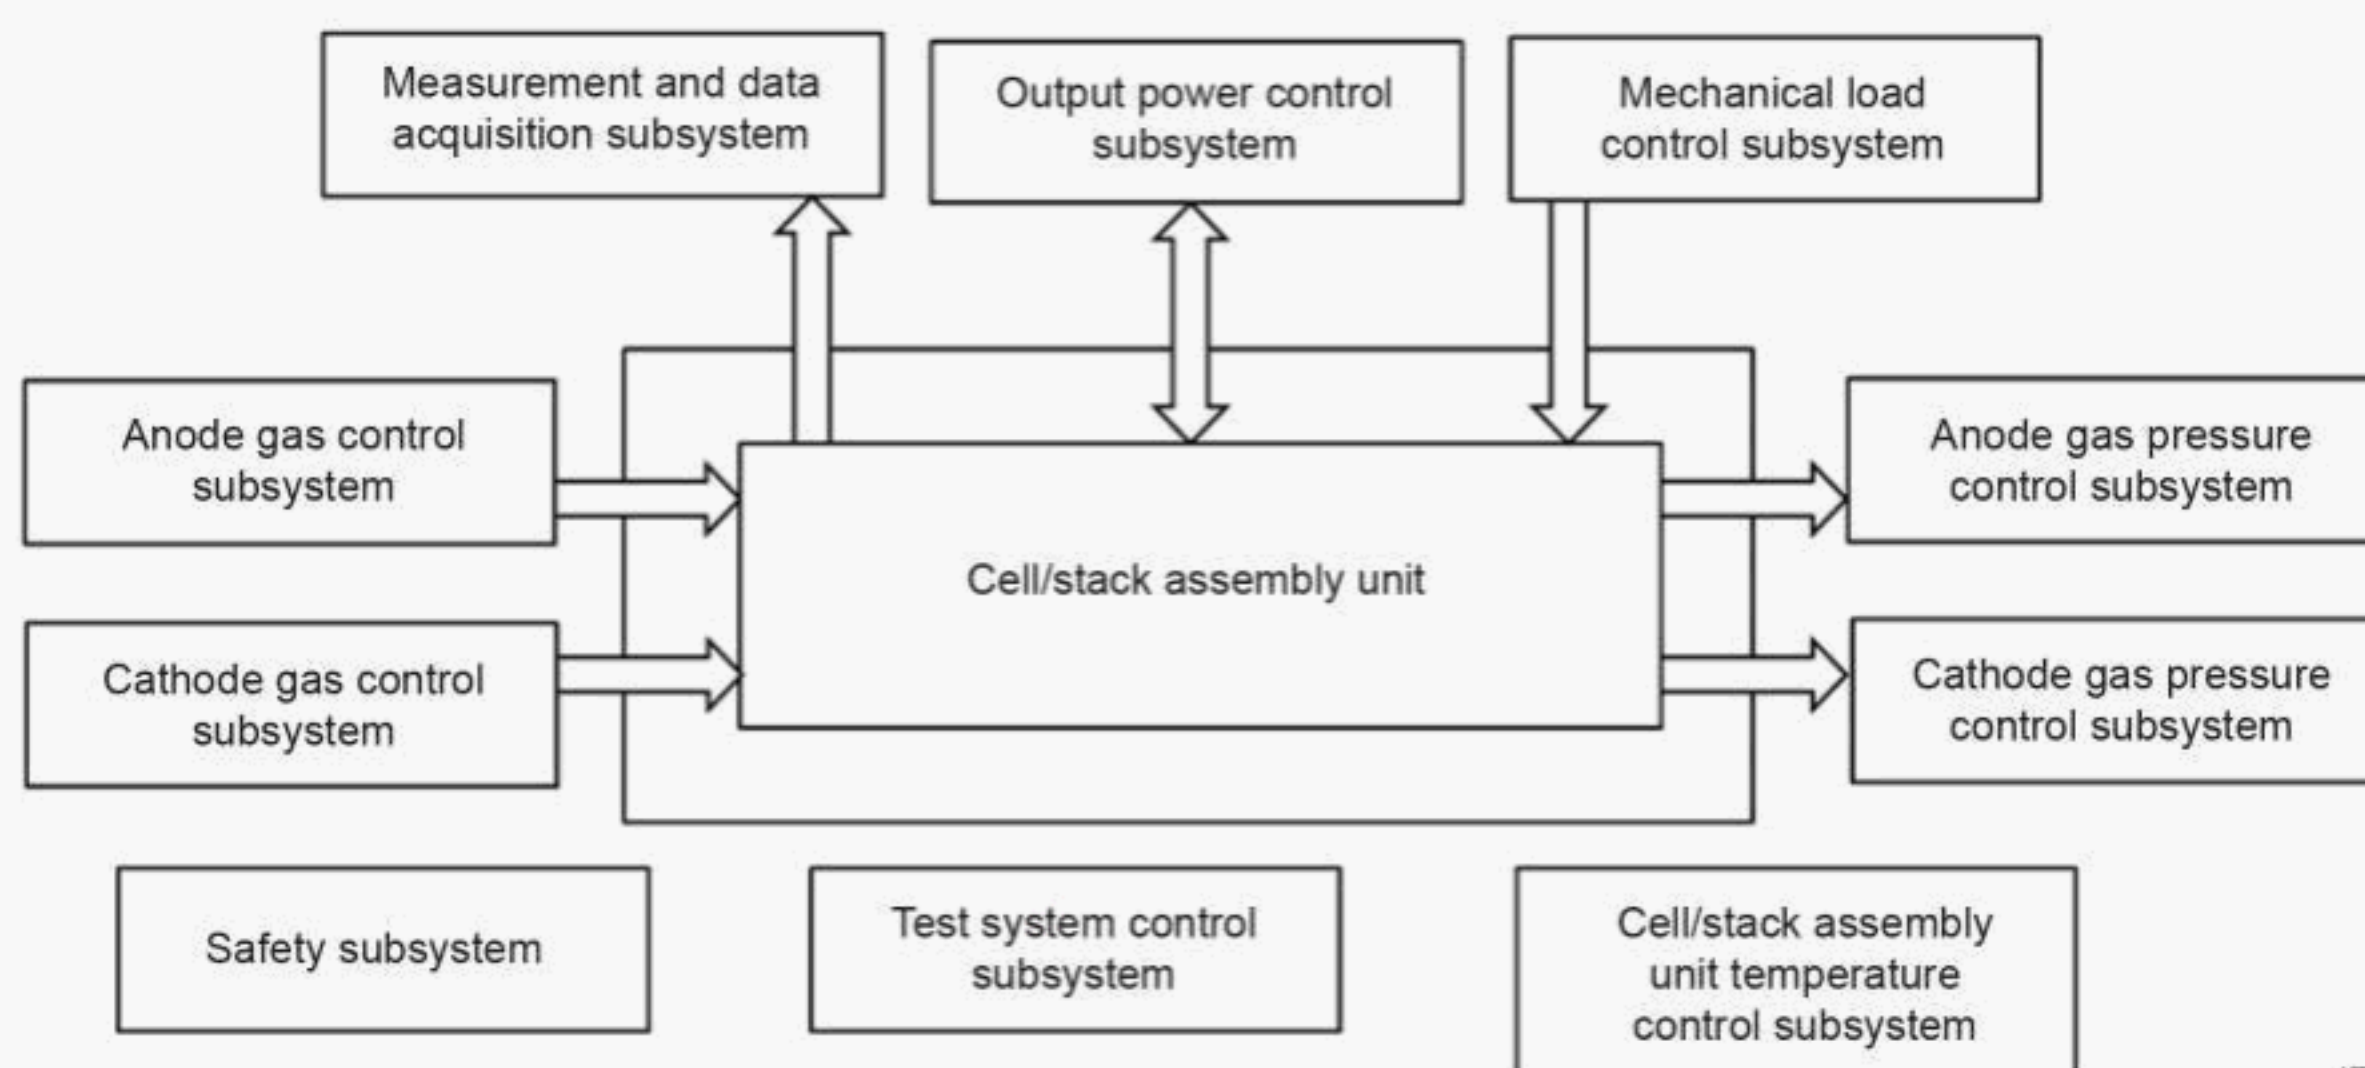 Measurement and data
acquisition subsystem
Output power control
subsystem
Mechanical load
control subsystem
Anode gas control
subsystem
Anode gas pressure
control subsystem
Cell/stack assembly unit
Cathode gas control
subsystem
Cathode gas pressure
control subsystem
Safety subsystem
Test system control
subsystem
Cell/stack assembly
unit temperature
control subsystem